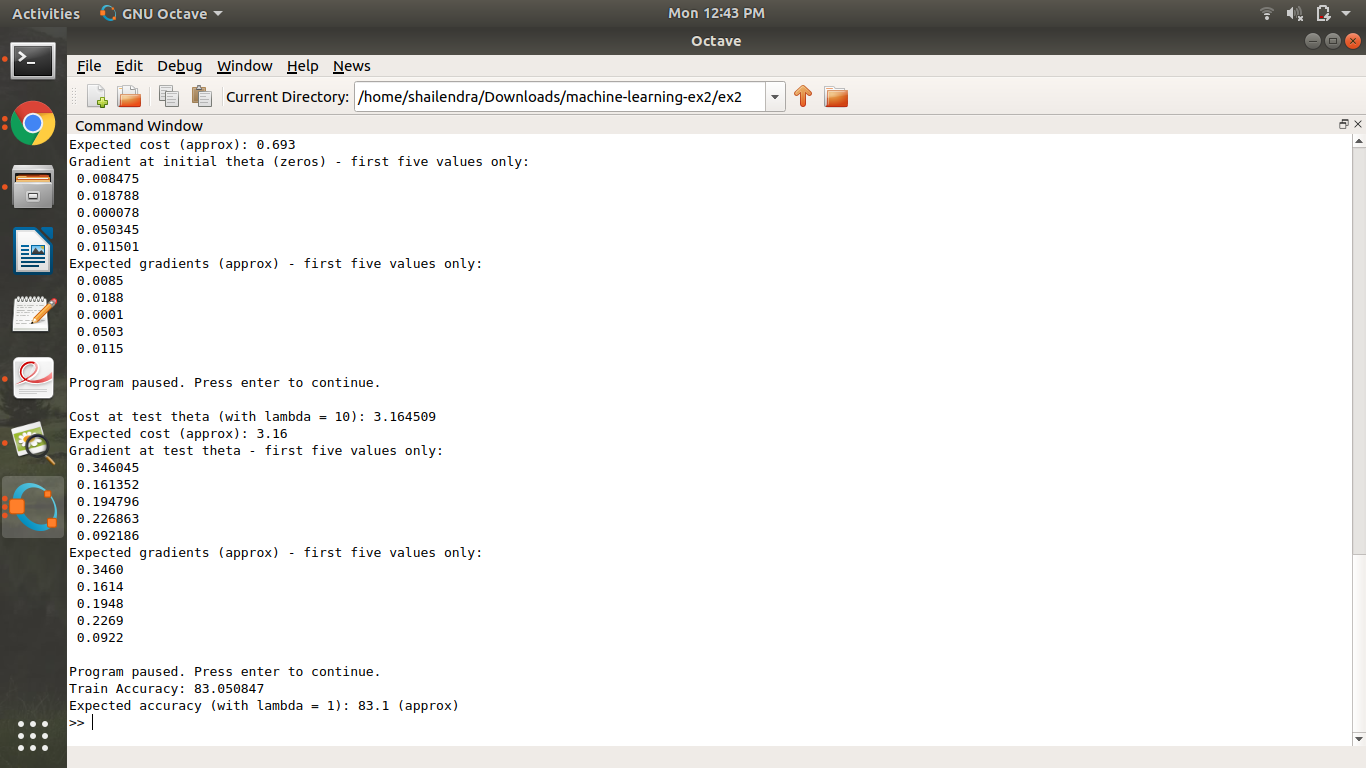 Activities GNU Octave Mon 12:43 PM
Octave
File Edit Debug Window Help News
Current Directory: /home/shailendra/Downloads/machine-learning-ex2/ex2
Command Window
Expected cost (approx): 0.693
Gradient at initial theta (zeros) - first five values only:
0.008475
0.018788
0.000078
0.050345
0.011501
Expected gradients (approx) - first five values only:
0.0085
0.0188
0.0001
0.0503
0.0115
Program paused. Press enter to continue.
Cost at test theta (with lambda = 10): 3.164509
Expected cost (approx): 3.16
Gradient at test theta - first five values only:
0.346045
0.161352
0.194796
0.226863
0.092186
Expected gradients (approx) - first five values only:
0.3460
0.1614
0.1948
0.2269
0.0922
Program paused. Press enter to continue.
Train Accuracy: 83.050847
Expected accuracy (with lambda = 1): 83.1 (approx)
>>